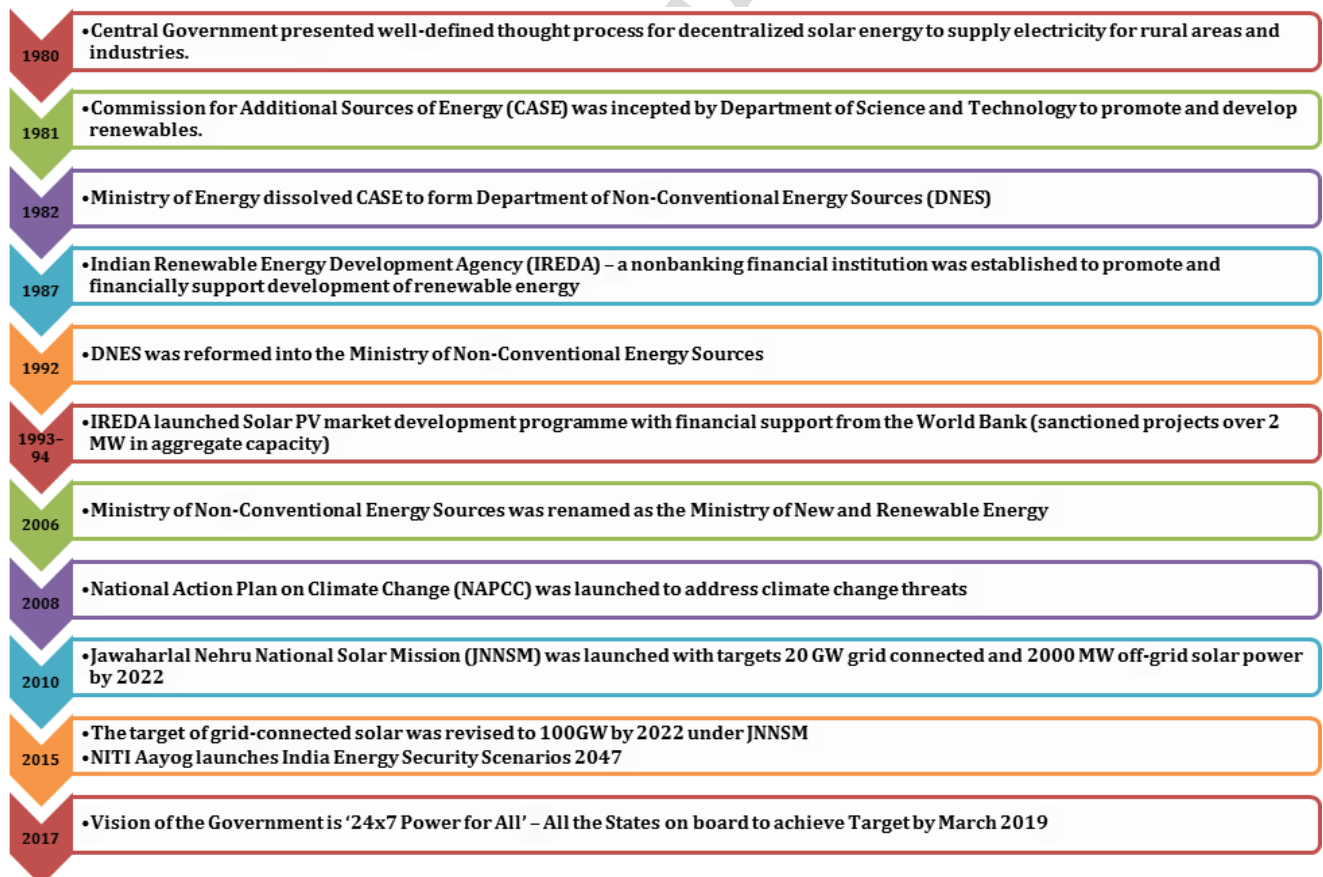 1980
•Central Government presented well-defined thought process for decentralized solar energy to supply electricity for rural areas and
industries.
1981
•Commission for Additional Sources of Energy (CASE) was incepted by Department of Science and Technology to promote and develop
renewables.
1982
•Ministry of Energy dissolved CASE to form Department of Non-Conventional Energy Sources (DNES)
1987
•Indian Renewable Energy Development Agency (IREDA) – a nonbanking financial institution was established to promote and
financially support development of renewable energy
1992
•DNES was reformed into the Ministry of Non-Conventional Energy Sources
1993–
94
•IREDA launched Solar PV market development programme with financial support from the World Bank (sanctioned projects over 2
MW in aggregate capacity)
2006
•Ministry of Non-Conventional Energy Sources was renamed as the Ministry of New and Renewable Energy
2008
•National Action Plan on Climate Change (NAPCC) was launched to address climate change threats
2010
•Jawaharlal Nehru National Solar Mission (JNNSM) was launched with targets 20 GW grid connected and 2000 MW off-grid solar power
by 2022
2015
•The target of grid-connected solar was revised to 100GW by 2022 under JNNSM
•NITI Aayog launches India Energy Security Scenarios 2047
2017
•Vision of the Government is ‘24x7 Power for All’ – All the States on board to achieve Target by March 2019